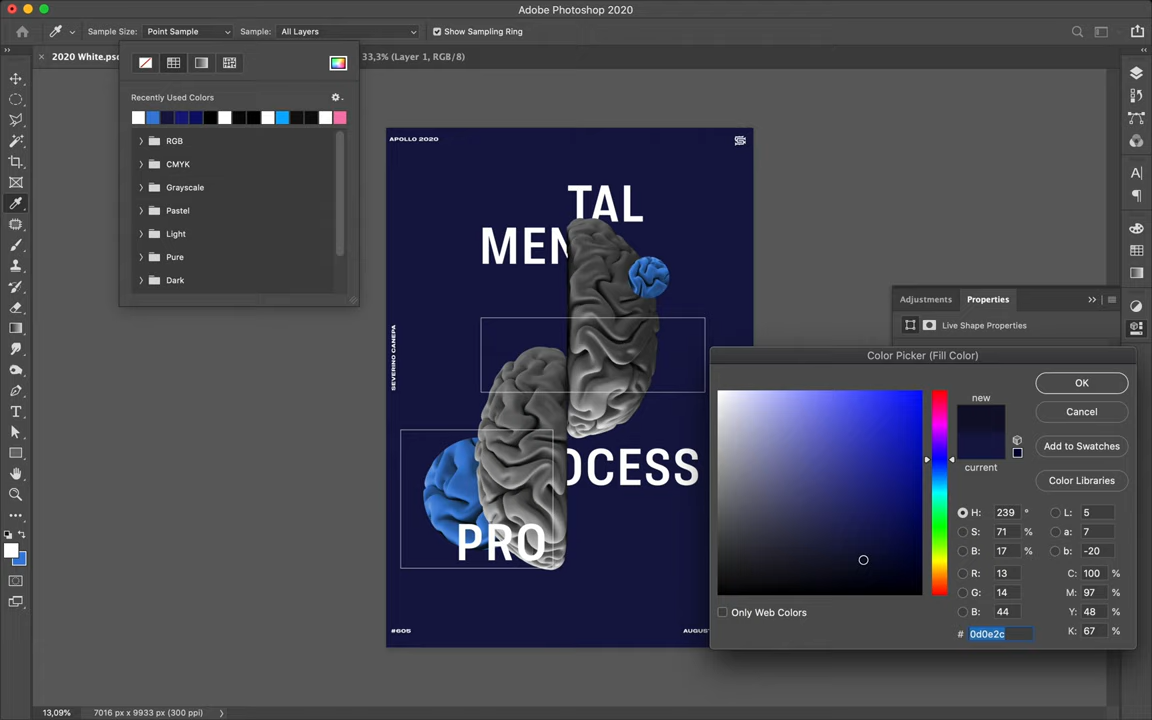 Adobe Photoshop 2020
Sample Size: Point Sample Sample: All Layers Show Sampling Ring
2020 White.ps
33,3% (Layer 1, RGB/8)
Recently Used Colors
RGB
CMYK
Grayscale
Pastel
Light
Pure
Dark
APOLLO 2020
TAL
MEN
SEVERINO CANEPA
OCESS
PRO
#605
AUGUS
Adjustments Properties
Live Shape Properties
Color Picker (Fill Color)
new
current
OK
Cancel
Add to Swatches
Color Libraries
H: 239 °
S: 71 %
B: 17 %
R: 13
G: 14
B: 44
# 0d0e2c
L: 5
a: 7
b: -20
C: 100 %
M: 97 %
Y: 48 %
K: 67 %
Only Web Colors
13,09% 7016 px x 9933 px (300 ppi)